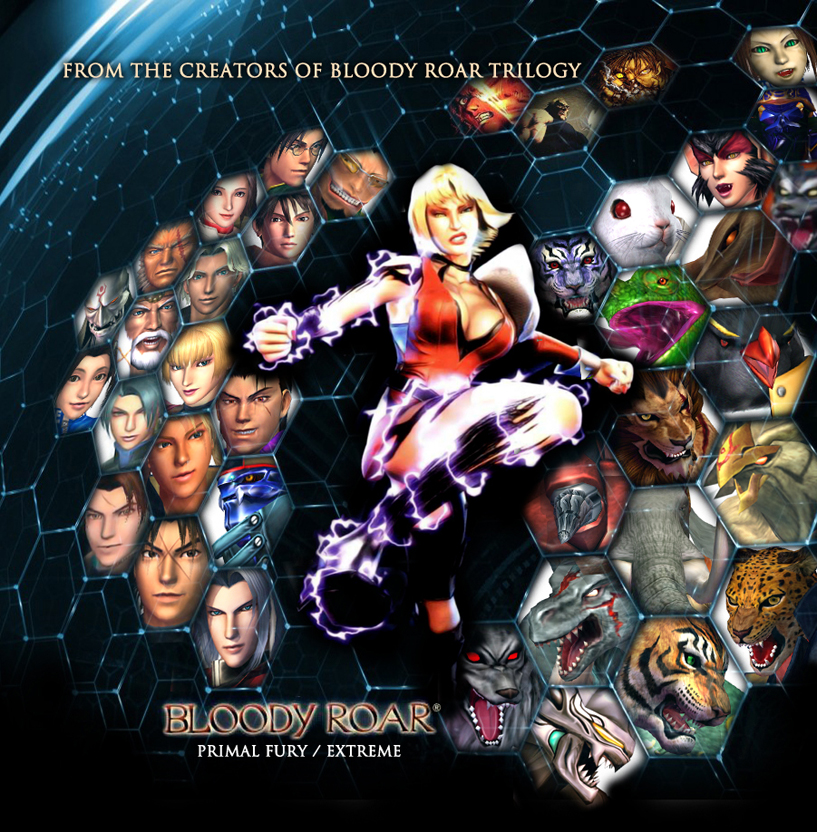 FROM THE CREATORS OF BLOODY ROAR TRILOGY
BLOODY ROAR®
PRIMAL FURY / EXTREME